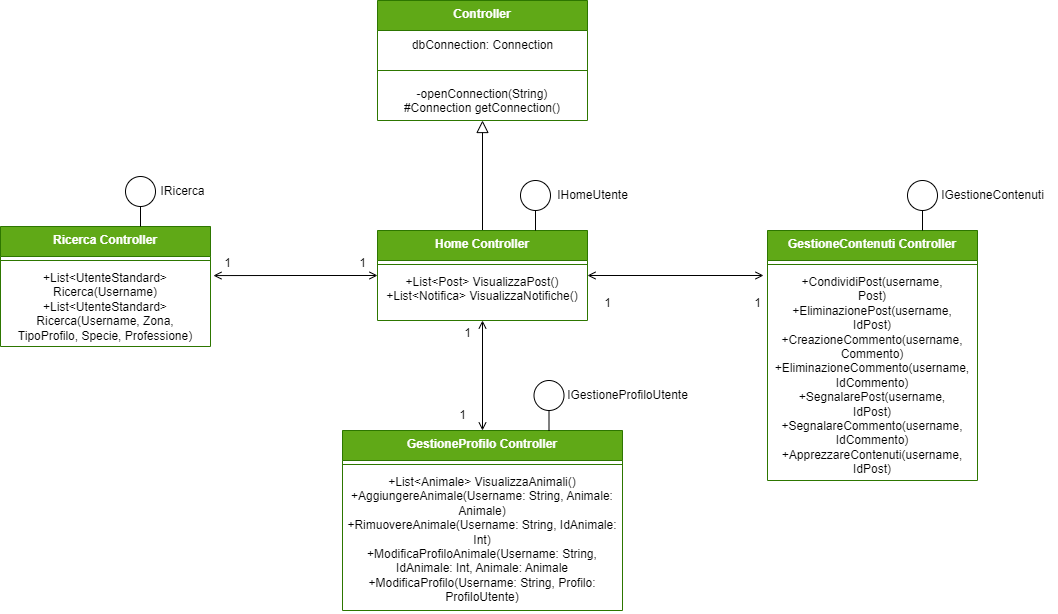 Controller
dbConnection: Connection
-openConnection(String)
#Connection getConnection()
IRicerca
Ricerca Controller
+List<UtenteStandard>
Ricerca(Username)
+List<UtenteStandard>
Ricerca(Username, Zona,
TipoProfilo, Specie, Professione)
1
1
IHomeUtente
Home Controller
+List<Post> VisualizzaPost()
+List<Notifica> VisualizzaNotifiche()
1
1
IGestioneContenuti
GestioneContenuti Controller
+CondividiPost(username,
Post)
+EliminazionePost(username,
IdPost)
+CreazioneCommento(username,
Commento)
+EliminazioneCommento(username,
IdCommento)
+SegnalarePost(username,
IdPost)
+SegnalareCommento(username,
IdCommento)
+ApprezzareContenuti(username,
IdPost)
1
1
IGestioneProfiloUtente
GestioneProfilo Controller
+List<Animale> VisualizzaAnimali()
+AggiungereAnimale(Username: String, Animale:
Animale)
+RimuovereAnimale(Username: String, IdAnimale:
Int)
+ModificaProfiloAnimale(Username: String,
IdAnimale: Int, Animale: Animale
+ModificaProfilo(Username: String, Profilo:
ProfiloUtente)